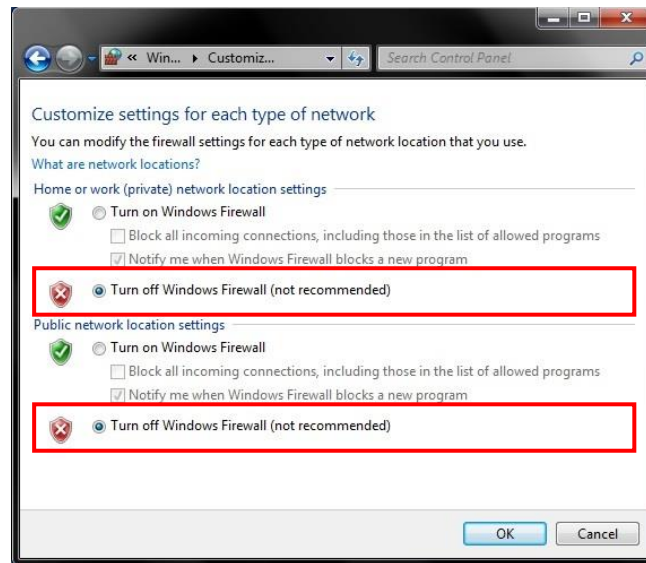 « Win... ▸ Customiz...
Search Control Panel
Customize settings for each type of network
You can modify the firewall settings for each type of network location that you use.
What are network locations?
Home or work (private) network location settings
Turn on Windows Firewall
Block all incoming connections, including those in the list of allowed programs
Notify me when Windows Firewall blocks a new program
Turn off Windows Firewall (not recommended)
Public network location settings
Turn on Windows Firewall
Block all incoming connections, including those in the list of allowed programs
Notify me when Windows Firewall blocks a new program
Turn off Windows Firewall (not recommended)
OK Cancel